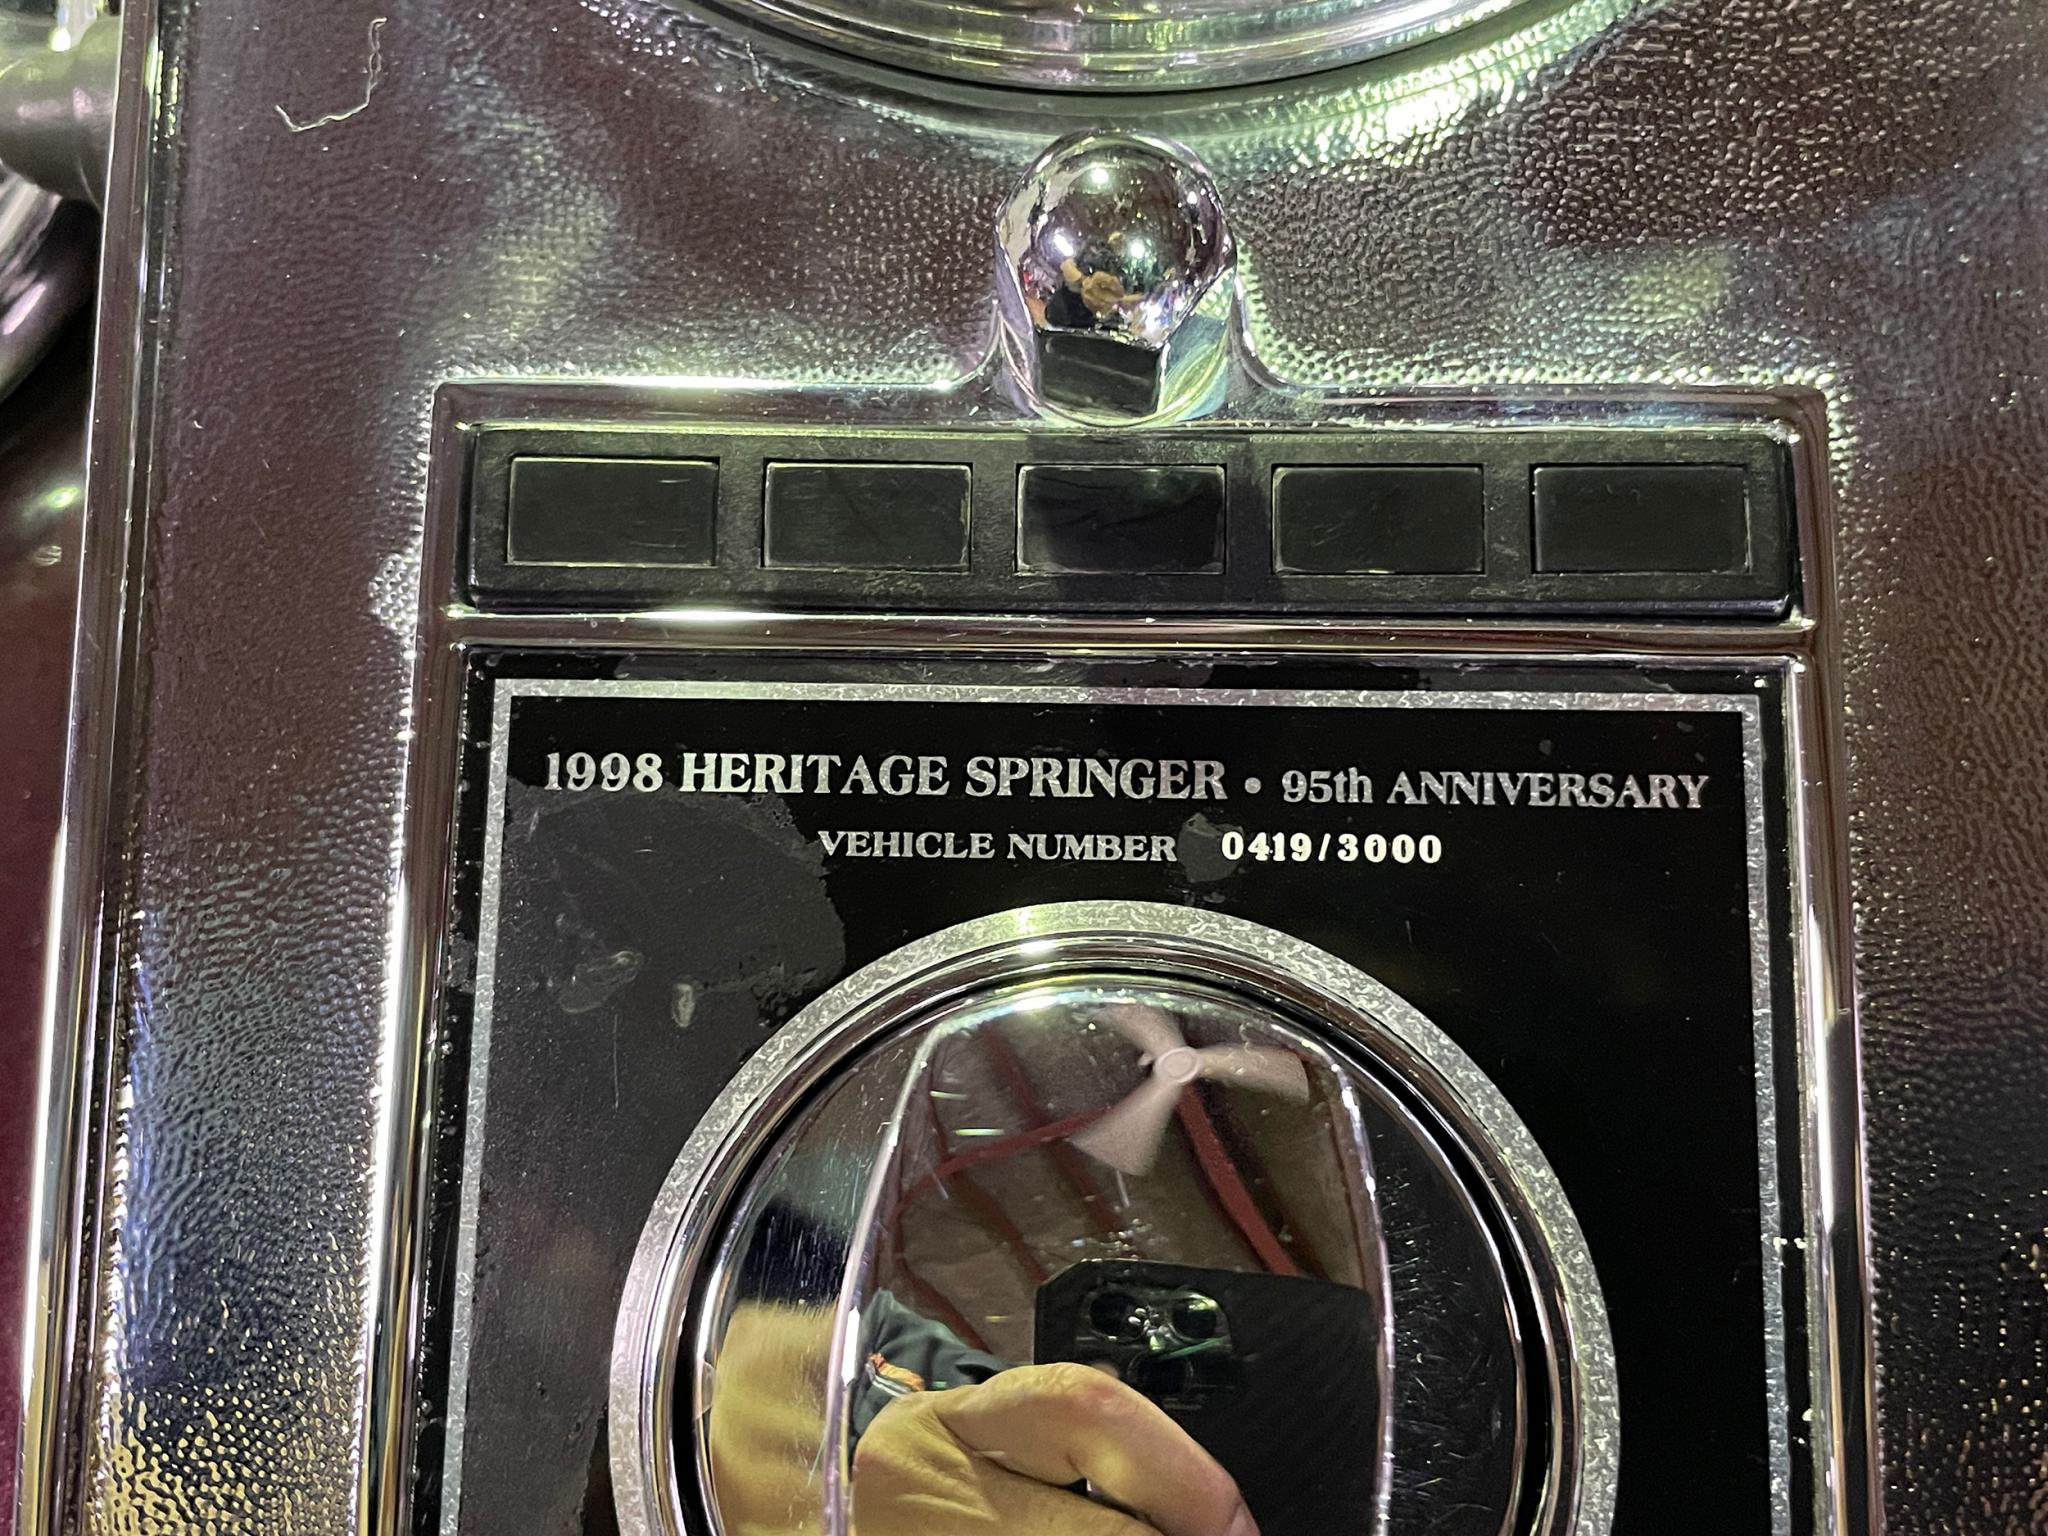 1998 HERITAGE SPRINGER • 95th ANNIVERSARY
VEHICLE NUMBER 0419/3000